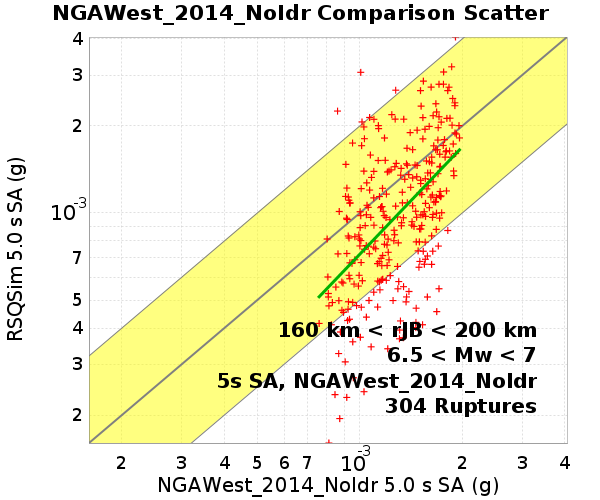 NGAWest_2014_NoIdr Comparison Scatter
RSQSim 5.0 s SA (g)
4
3
2
10-3
7
5
4
3
2
160 km < rJB < 200 km
6.5 < Mw < 7
5s SA, NGAWest_2014_NoIdr
304 Ruptures
2 3 4 5 6 7 10-3 2 3 4
NGAWest_2014_NoIdr 5.0 s SA (g)